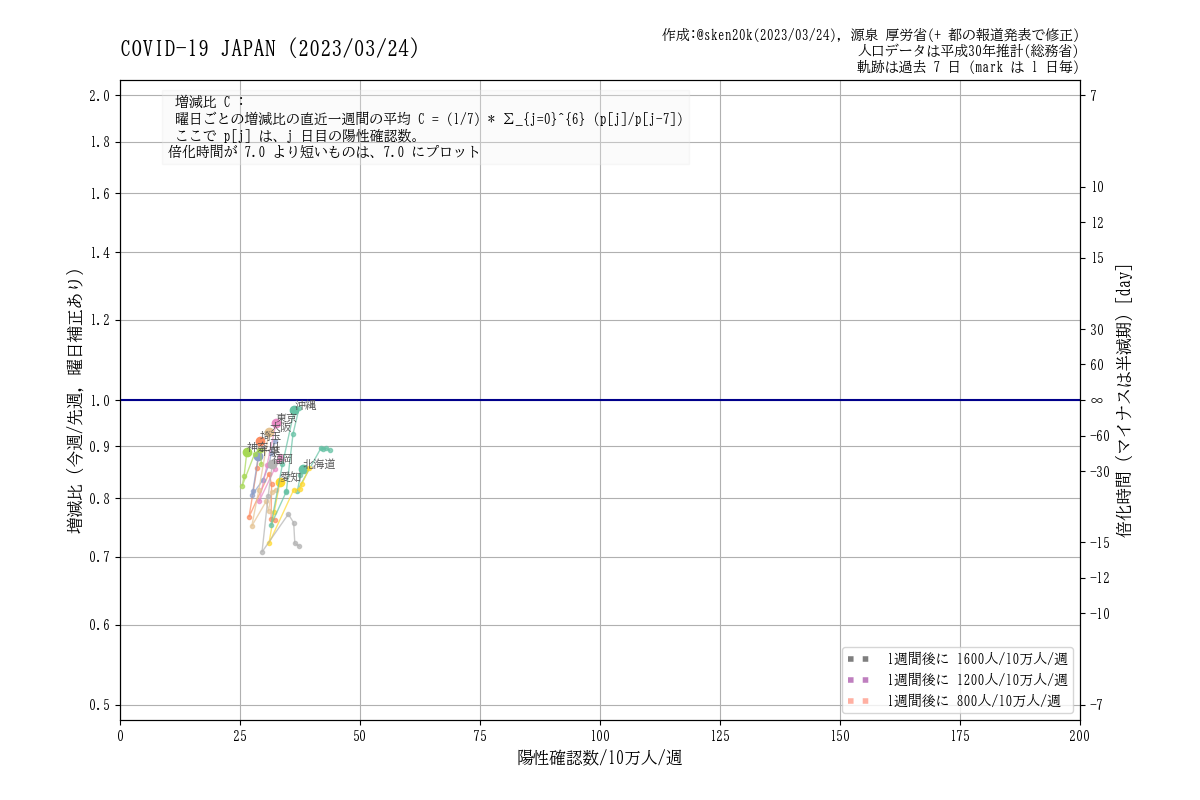 COVID-19 JAPAN (2023/03/24)
作成:@sken20k(2023/03/24), 源泉 厚労省(+ 都の報道発表で修正)
人口データは平成30年推計(総務省)
軌跡は過去 7 日 (mark は 1 日毎)
増減比 C :
曜日ごとの増減比の直近一週間の平均 C = (1/7) * Σ_{j=0}^{6} (p[j]/p[j-7])
ここで p[j] は、j 日目の陽性確認数。
倍化時間が 7.0 より短いものは、7.0 にプロット
増減比 (今週/先週, 曜日補正あり)
2.0
1.8
1.6
1.4
1.2
1.0
0.9
0.8
0.7
0.6
0.5
沖縄
東京
大阪
埼玉
神奈川
千葉
福岡
北海道
愛知
7
10
12
15
30
60
∞
-60
-30
-15
-12
-10
-7
倍化時間 (マイナスは半減期) [day]
1週間後に 1600人/10万人/週
1週間後に 1200人/10万人/週
1週間後に 800人/10万人/週
0 25 50 75 100 125 150 175 200
陽性確認数/10万人/週